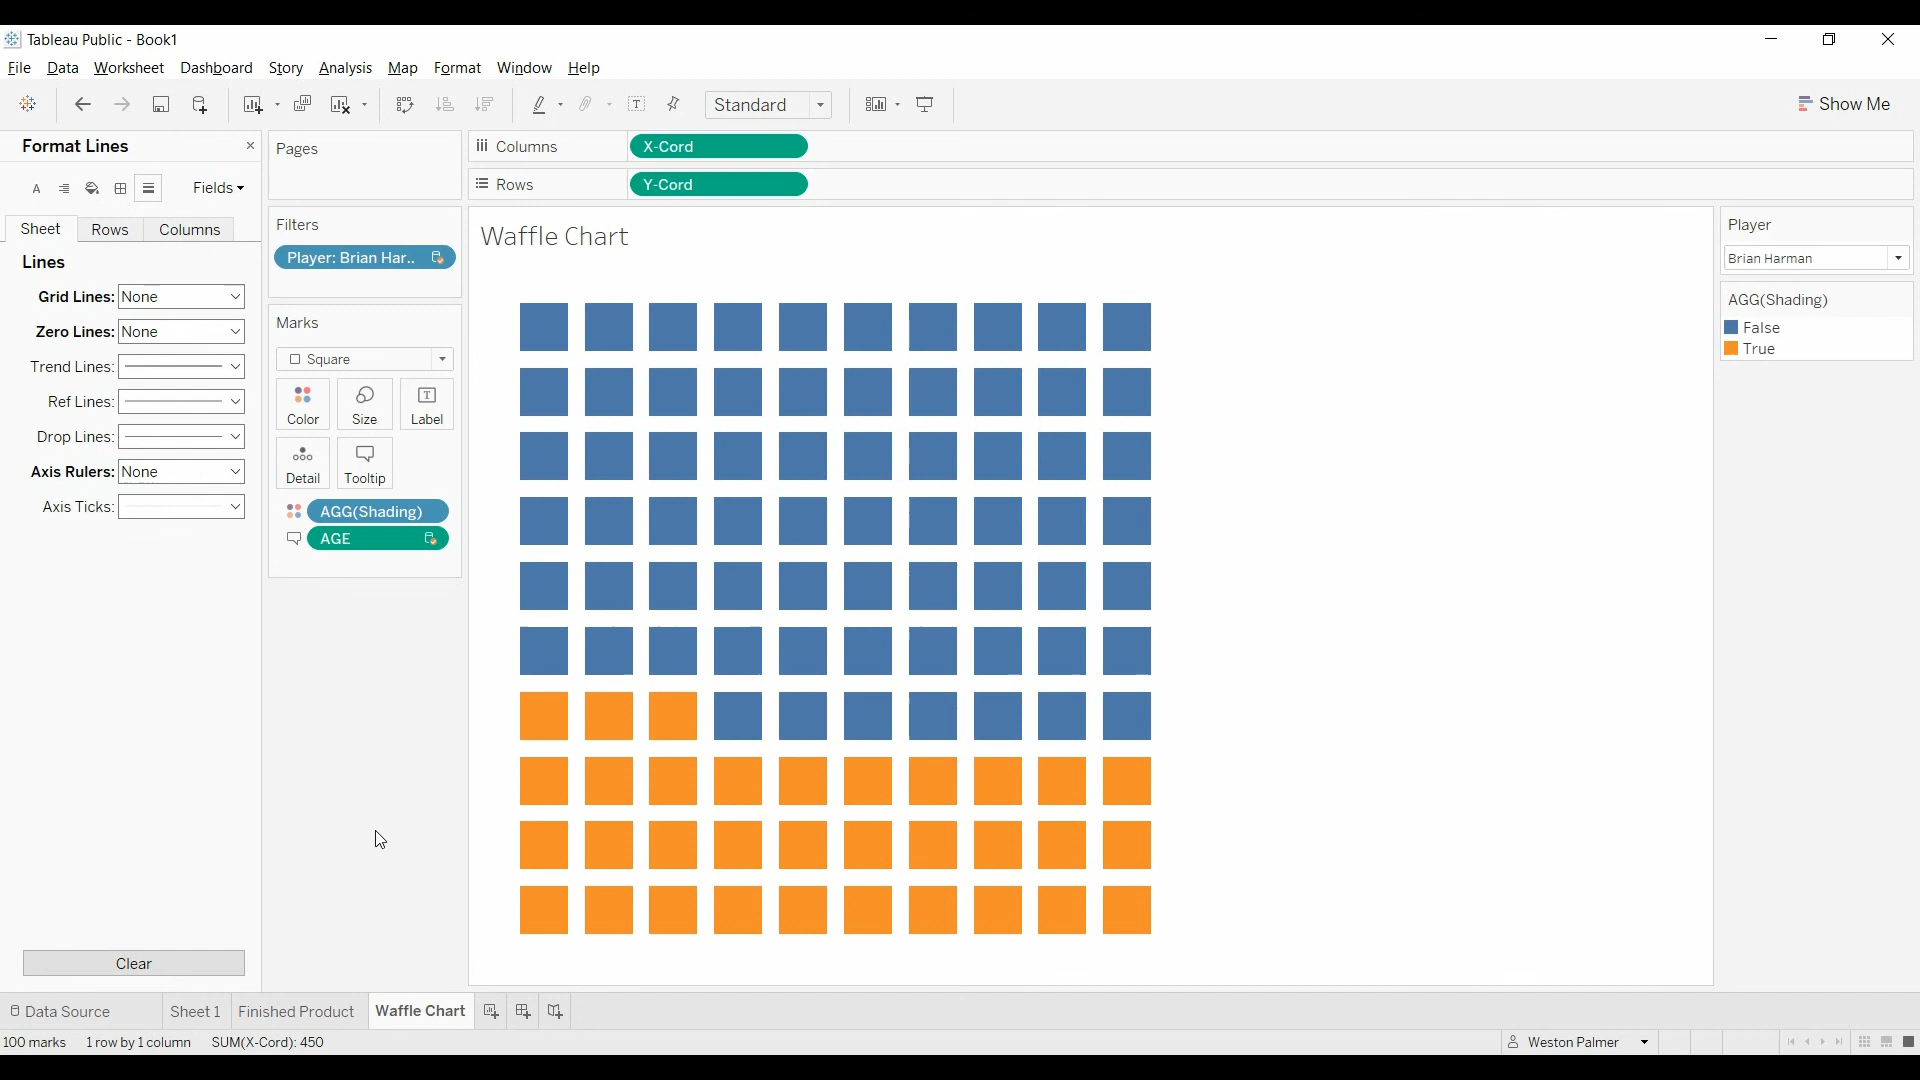 Tableau Public - Book1
File Data Worksheet Dashboard Story Analysis Map Format Window Help
Standard
Show Me
Format Lines
Fields
Sheet Rows Columns
Lines
Grid Lines: None
Zero Lines: None
Trend Lines:
Ref Lines:
Drop Lines:
Axis Rulers: None
Axis Ticks:
Clear
Pages
Filters
Player: Brian Har..
Marks
Square
Color Size Label
Detail Tooltip
AGG(Shading)
AGE
Columns X-Cord
Rows Y-Cord
Waffle Chart
Player
Brian Harman
AGG(Shading)
False
True
Data Source Sheet 1 Finished Product Waffle Chart
100 marks 1 row by 1 column SUM(X-Cord): 450 Weston Palmer